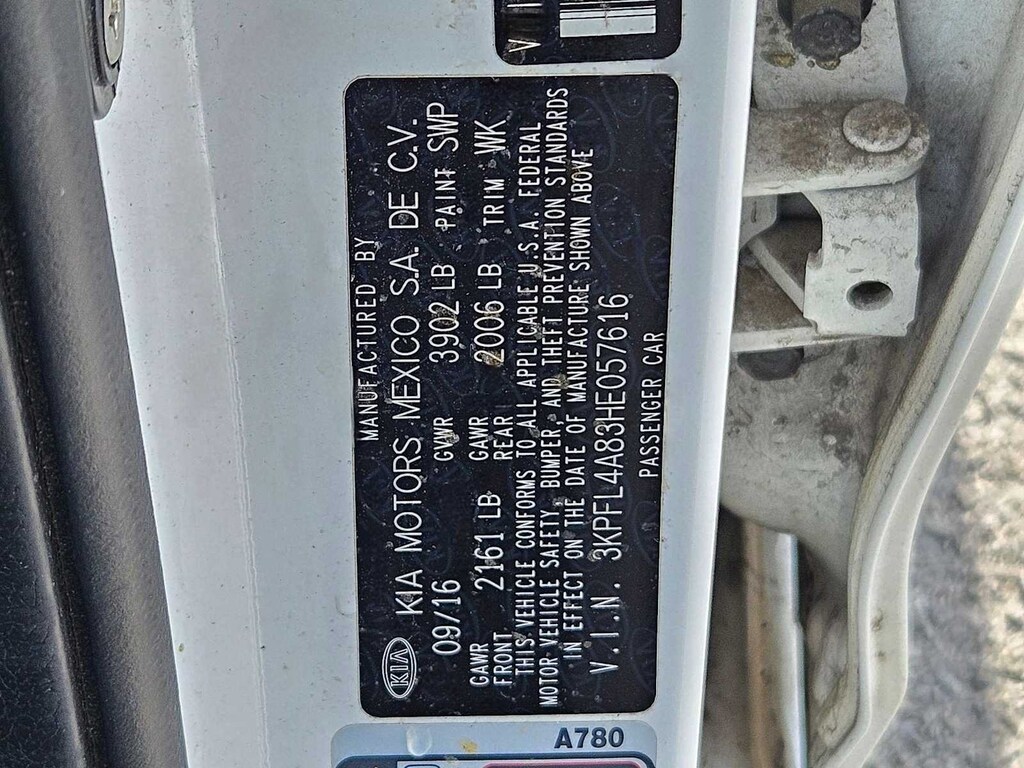 MANUFACTURED BY
KIA KIA MOTORS MEXICO S.A. DE C.V.
09/16 GVWR 3902 LB PAINT SWP
GAWR FRONT 2161 LB GAWR REAR 2006 LB TRIM WK
THIS VEHICLE CONFORMS TO ALL APPLICABLE U.S.A. FEDERAL
MOTOR VEHICLE SAFETY, BUMPER, AND THEFT PREVENTION STANDARDS
IN EFFECT ON THE DATE OF MANUFACTURE SHOWN ABOVE
V.I.N. 3KPFL4A83HE057616
PASSENGER CAR
A780